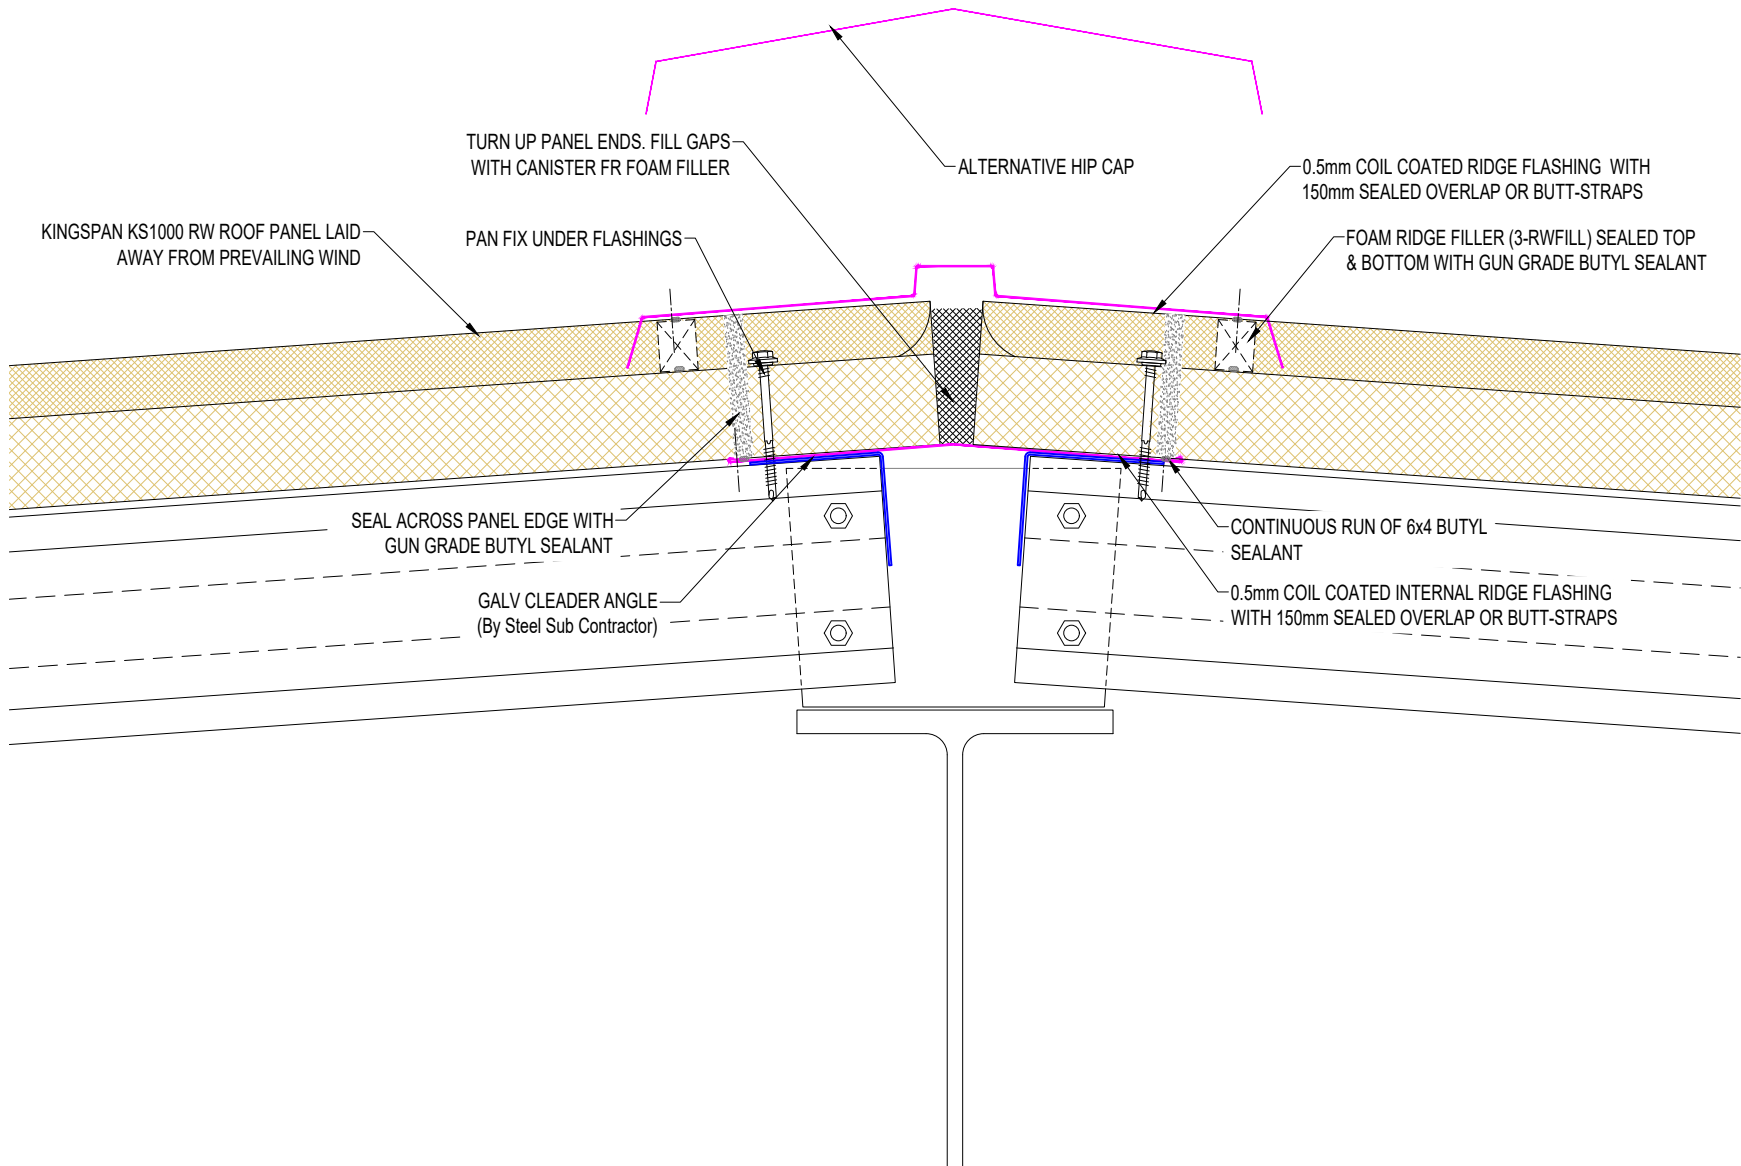 TURN UP PANEL ENDS. FILL GAPS
WITH CANISTER FR FOAM FILLER
ALTERNATIVE HIP CAP
0.5mm COIL COATED RIDGE FLASHING WITH
150mm SEALED OVERLAP OR BUTT-STRAPS
KINGSPAN KS1000 RW ROOF PANEL LAID
AWAY FROM PREVAILING WIND
PAN FIX UNDER FLASHINGS
FOAM RIDGE FILLER (3-RWFILL) SEALED TOP
& BOTTOM WITH GUN GRADE BUTYL SEALANT
SEAL ACROSS PANEL EDGE WITH
GUN GRADE BUTYL SEALANT
CONTINUOUS RUN OF 6x4 BUTYL
SEALANT
GALV CLEADER ANGLE
(By Steel Sub Contractor)
0.5mm COIL COATED INTERNAL RIDGE FLASHING
WITH 150mm SEALED OVERLAP OR BUTT-STRAPS